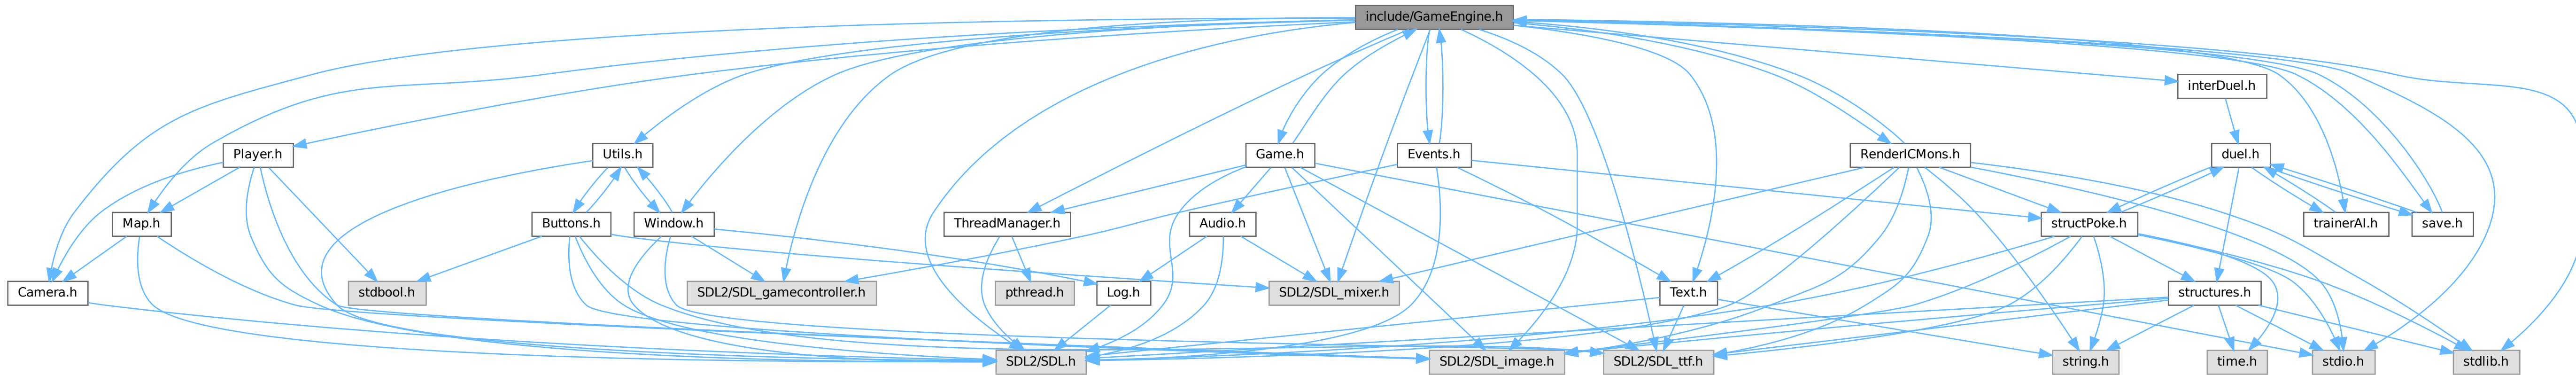 include/GameEngine.h
interDuel.h
Player.h
Utils.h
Game.h
Events.h
RenderICMons.h
duel.h
Map.h
Buttons.h
Window.h
ThreadManager.h
Audio.h
structPoke.h
trainerAI.h
save.h
Camera.h
stdbool.h
SDL2/SDL_gamecontroller.h
pthread.h
Log.h
SDL2/SDL_mixer.h
Text.h
structures.h
SDL2/SDL.h
SDL2/SDL_image.h
SDL2/SDL_ttf.h
string.h
time.h
stdio.h
stdlib.h